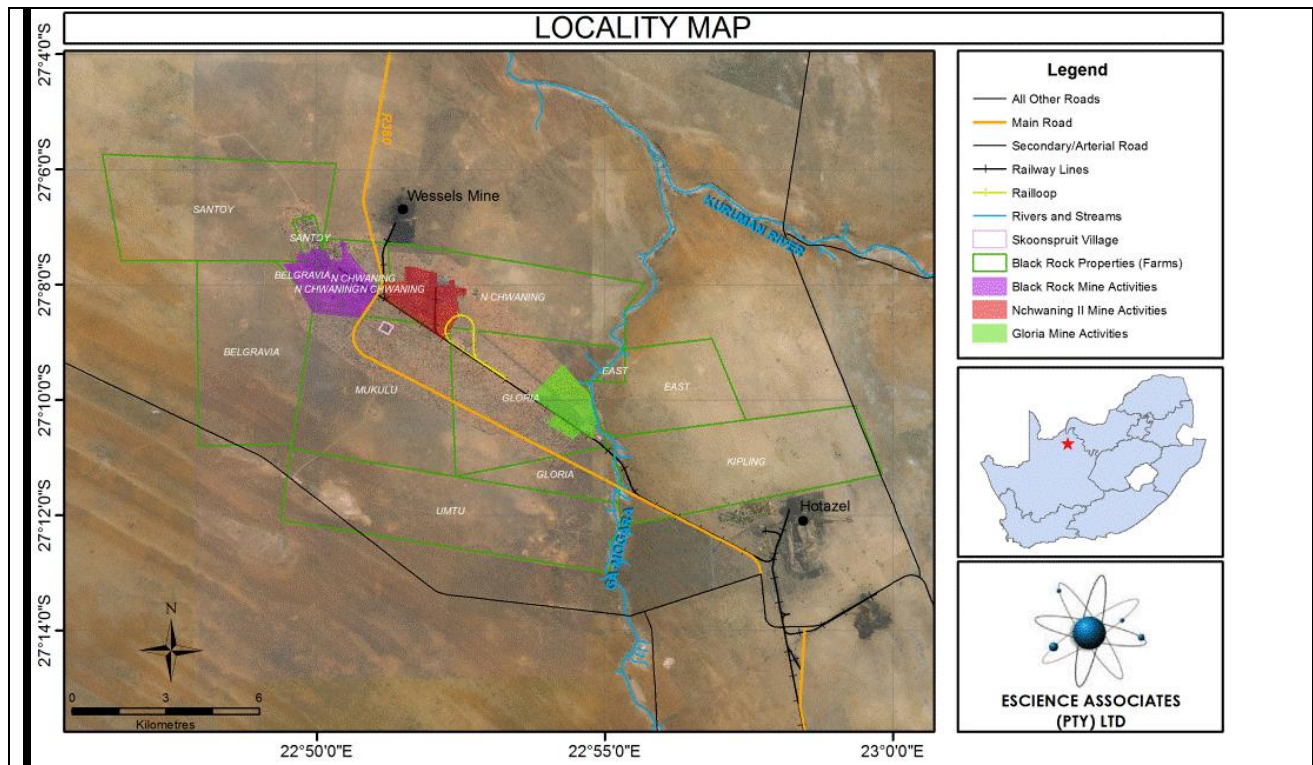 LOCALITY MAP
27°4'0"S
27°6'0"S
27°8'0"S
27°10'0"S
27°12'0"S
27°14'0"S
22°50'0"E
22°55'0"E
23°0'0"E
R380
Wessels Mine
SANTOY
SANTOY
KURUMAN RIVER
BELGRAVIA
N CHWANING
N CHWANING
N CHWANING
N CHWANING
BELGRAVIA
MUKULU
GLORIA
EAST
EAST
KIPLING
GLORIA
UMTU
Hotazel
N
0 3 6
Kilometres
Legend
All Other Roads
Main Road
Secondary/Arterial Road
Railway Lines
Railloop
Rivers and Streams
Skoonspruit Village
Black Rock Properties (Farms)
Black Rock Mine Activities
Nchwaning II Mine Activities
Gloria Mine Activities
ESCIENCE ASSOCIATES
(PTY) LTD